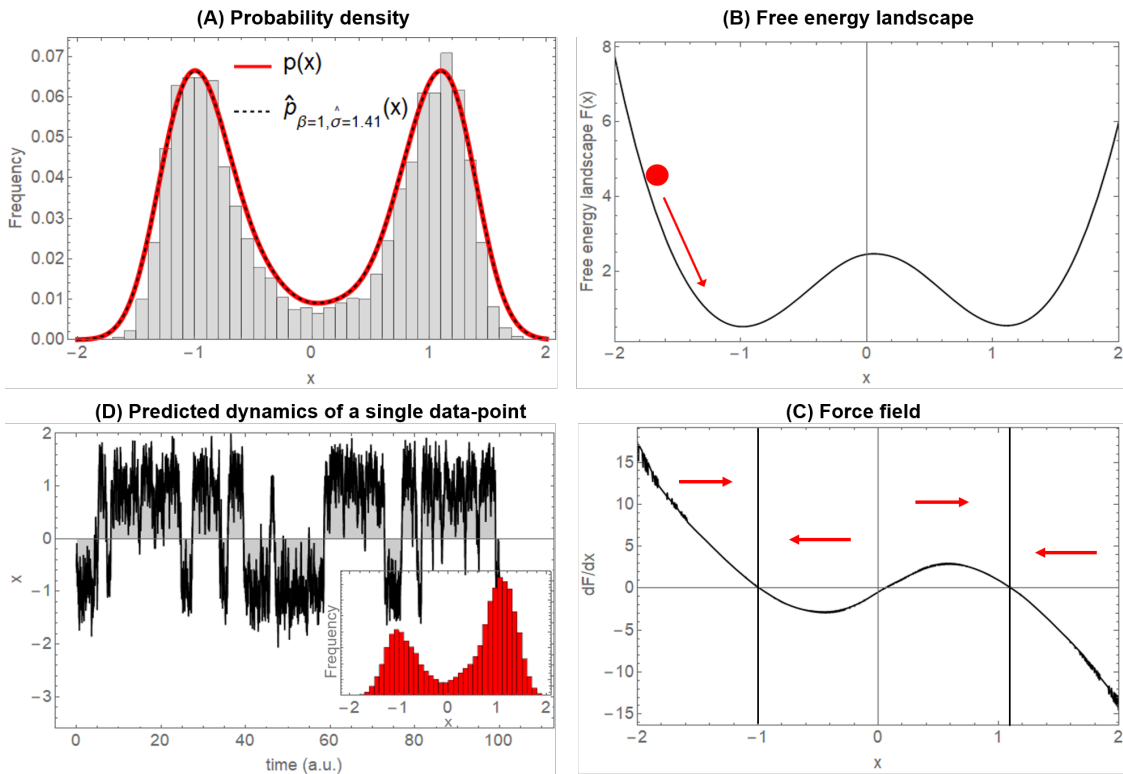 (A) Probability density
Frequency
0.07
0.06
0.05
0.04
0.03
0.02
0.01
0.00
p(x)
p̂β=1,σ̂=1.41(x)
−2 −1 0 1 2
x
(B) Free energy landscape
Free energy landscape F(x)
8
6
4
2
−2 −1 0 1 2
x
(D) Predicted dynamics of a single data-point
x
2
1
0
−1
−2
−3
0 20 40 60 80 100
time (a.u.)
Frequency
−2 −1 0 1 2
x
(C) Force field
dF/dx
15
10
5
0
−5
−10
−15
−2 −1 0 1 2
x